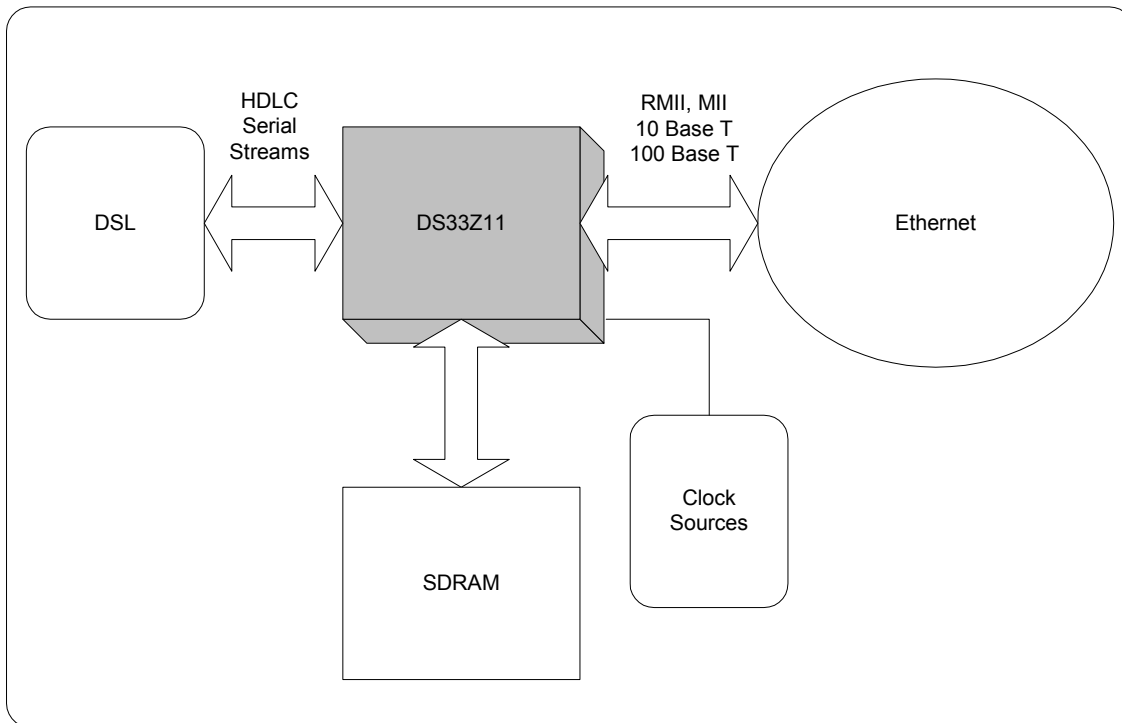 HDLC
Serial
Streams
RMII, MII
10 Base T
100 Base T
DSL
DS33Z11
Ethernet
Clock
Sources
SDRAM